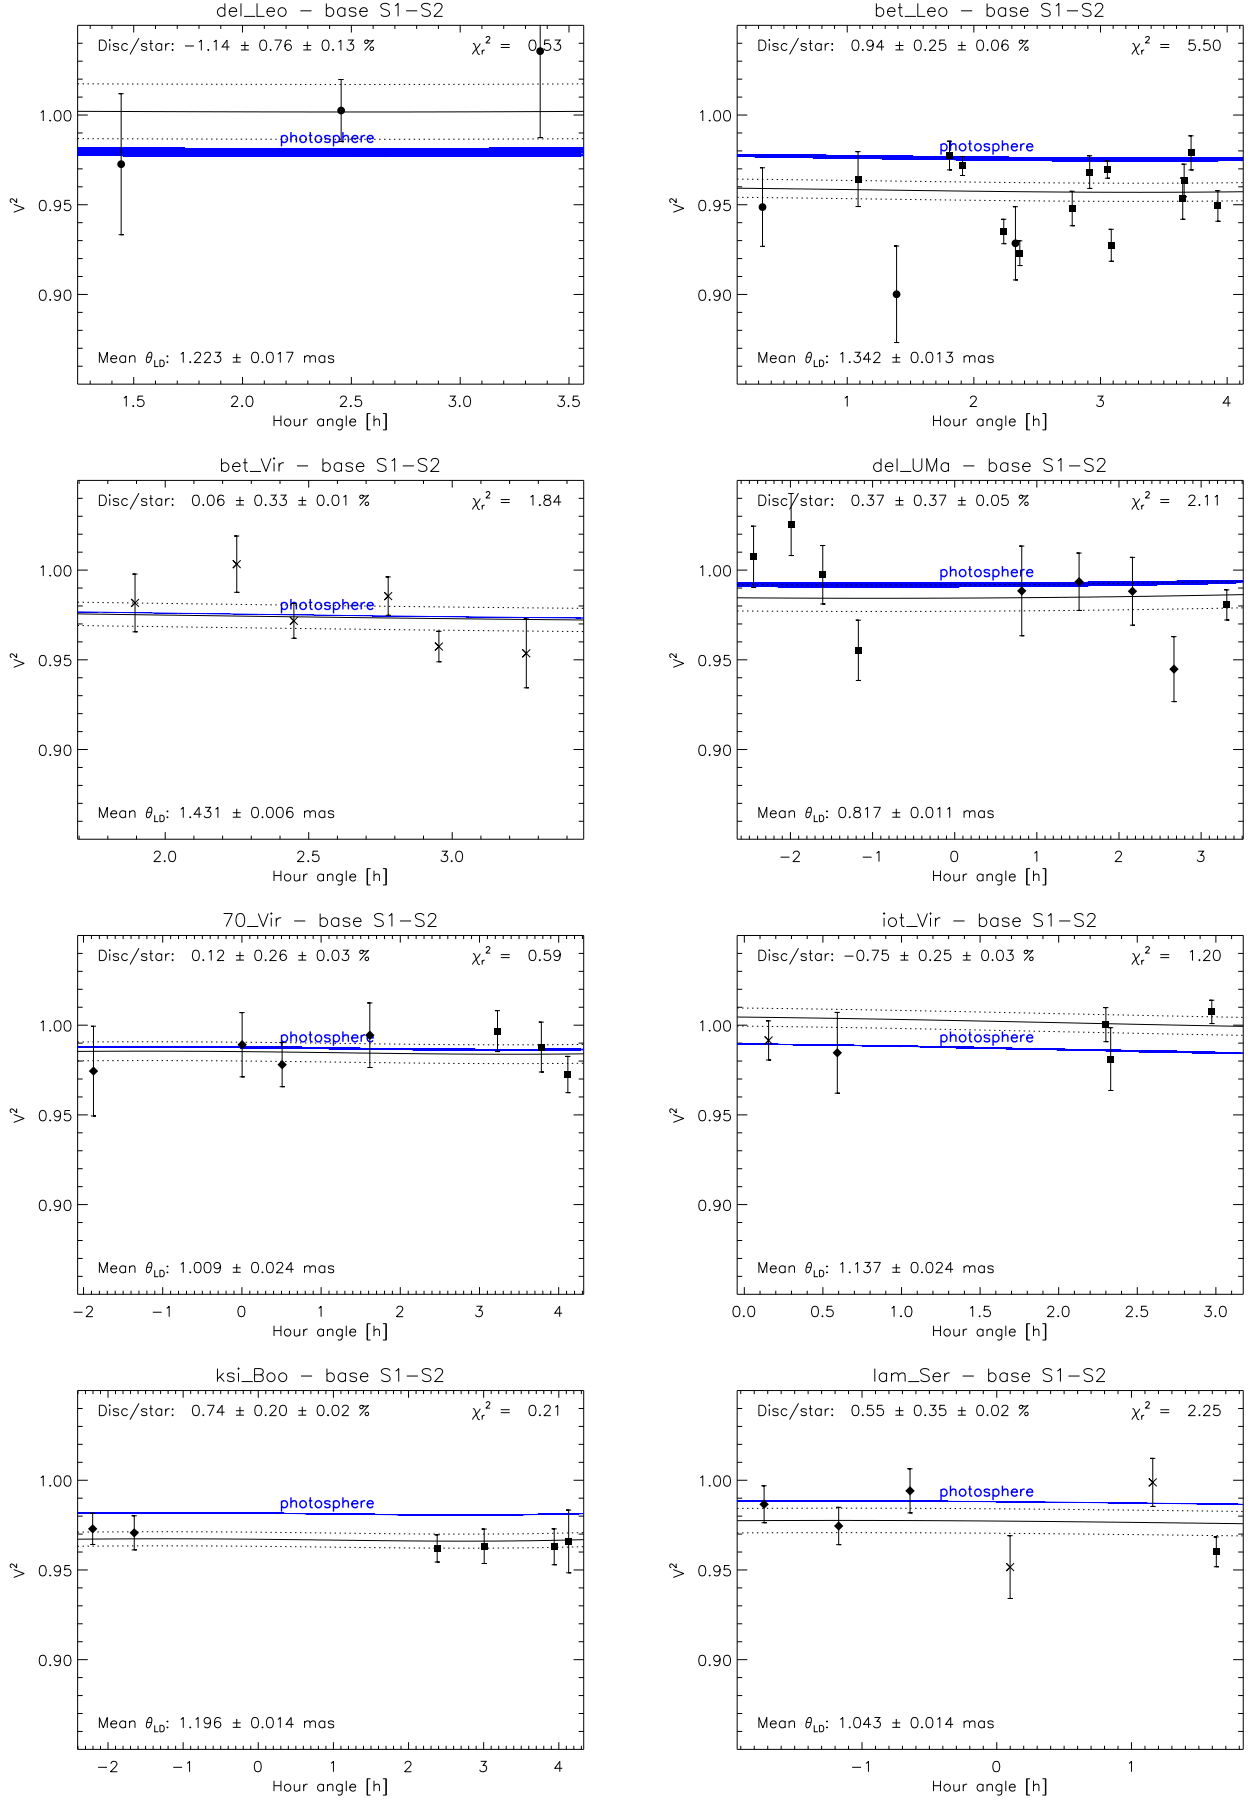 del_Leo − base S1−S2
Disc/star: −1.14 ± 0.76 ± 0.13 % χr² = 0.53
photosphere
Mean θLD: 1.223 ± 0.017 mas
V²
1.00
0.95
0.90
1.5 2.0 2.5 3.0 3.5
Hour angle [h]
bet_Leo − base S1−S2
Disc/star: 0.94 ± 0.25 ± 0.06 % χr² = 5.50
photosphere
Mean θLD: 1.342 ± 0.013 mas
V²
1.00
0.95
0.90
1 2 3 4
Hour angle [h]
bet_Vir − base S1−S2
Disc/star: 0.06 ± 0.33 ± 0.01 % χr² = 1.84
photosphere
Mean θLD: 1.431 ± 0.006 mas
V²
1.00
0.95
0.90
2.0 2.5 3.0
Hour angle [h]
del_UMa − base S1−S2
Disc/star: 0.37 ± 0.37 ± 0.05 % χr² = 2.11
photosphere
Mean θLD: 0.817 ± 0.011 mas
V²
1.00
0.95
0.90
−2 −1 0 1 2 3
Hour angle [h]
70_Vir − base S1−S2
Disc/star: 0.12 ± 0.26 ± 0.03 % χr² = 0.59
photosphere
Mean θLD: 1.009 ± 0.024 mas
V²
1.00
0.95
0.90
−2 −1 0 1 2 3 4
Hour angle [h]
iot_Vir − base S1−S2
Disc/star: −0.75 ± 0.25 ± 0.03 % χr² = 1.20
photosphere
Mean θLD: 1.137 ± 0.024 mas
V²
1.00
0.95
0.90
0.0 0.5 1.0 1.5 2.0 2.5 3.0
Hour angle [h]
ksi_Boo − base S1−S2
Disc/star: 0.74 ± 0.20 ± 0.02 % χr² = 0.21
photosphere
Mean θLD: 1.196 ± 0.014 mas
V²
1.00
0.95
0.90
−2 −1 0 1 2 3 4
Hour angle [h]
lam_Ser − base S1−S2
Disc/star: 0.55 ± 0.35 ± 0.02 % χr² = 2.25
photosphere
Mean θLD: 1.043 ± 0.014 mas
V²
1.00
0.95
0.90
−1 0 1
Hour angle [h]